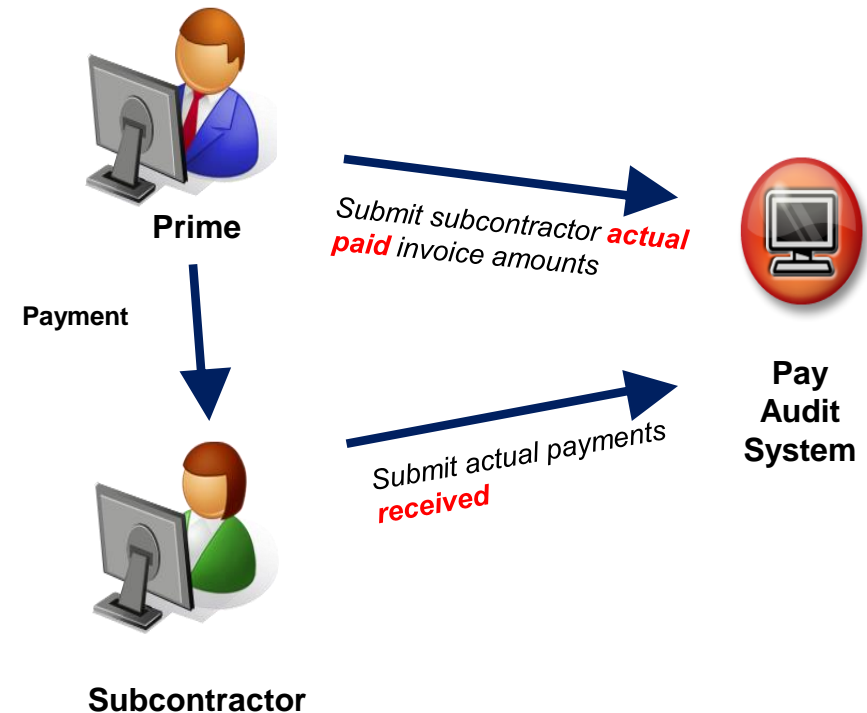 Prime
Submit subcontractor actual
paid invoice amounts
Payment
Pay
Audit
System
Submit actual payments
received
Subcontractor